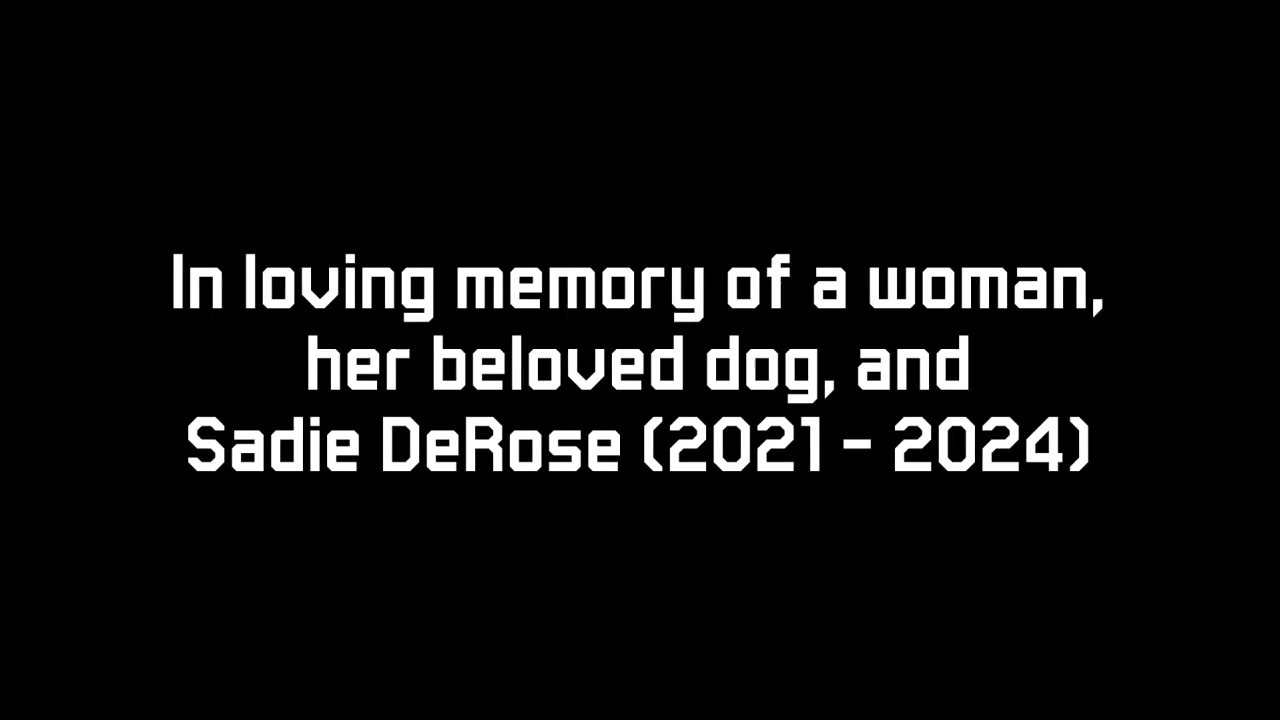 In loving memory of a woman,
her beloved dog, and
Sadie DeRose (2021 - 2024)